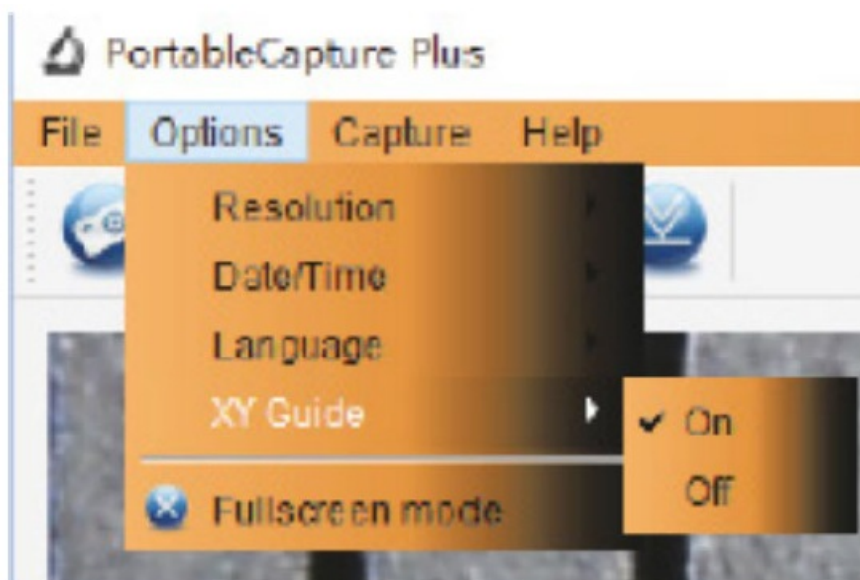 PortableCapture Plus
File Options Capture Help
Resolution
Date/Time
Language
XY Guide
On
Off
Fullscreen mode